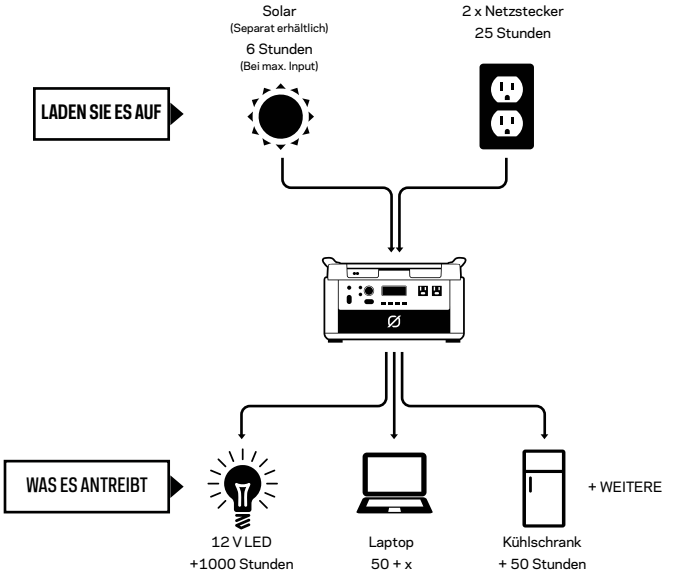 Solar
(Separat erhältlich)
6 Stunden
(Bei max. Input)
2 x Netzstecker
25 Stunden
LADEN SIE ES AUF
WAS ES ANTREIBT
12 V LED
+1000 Stunden
Laptop
50 + x
Kühlschrank
+ 50 Stunden
+ WEITERE